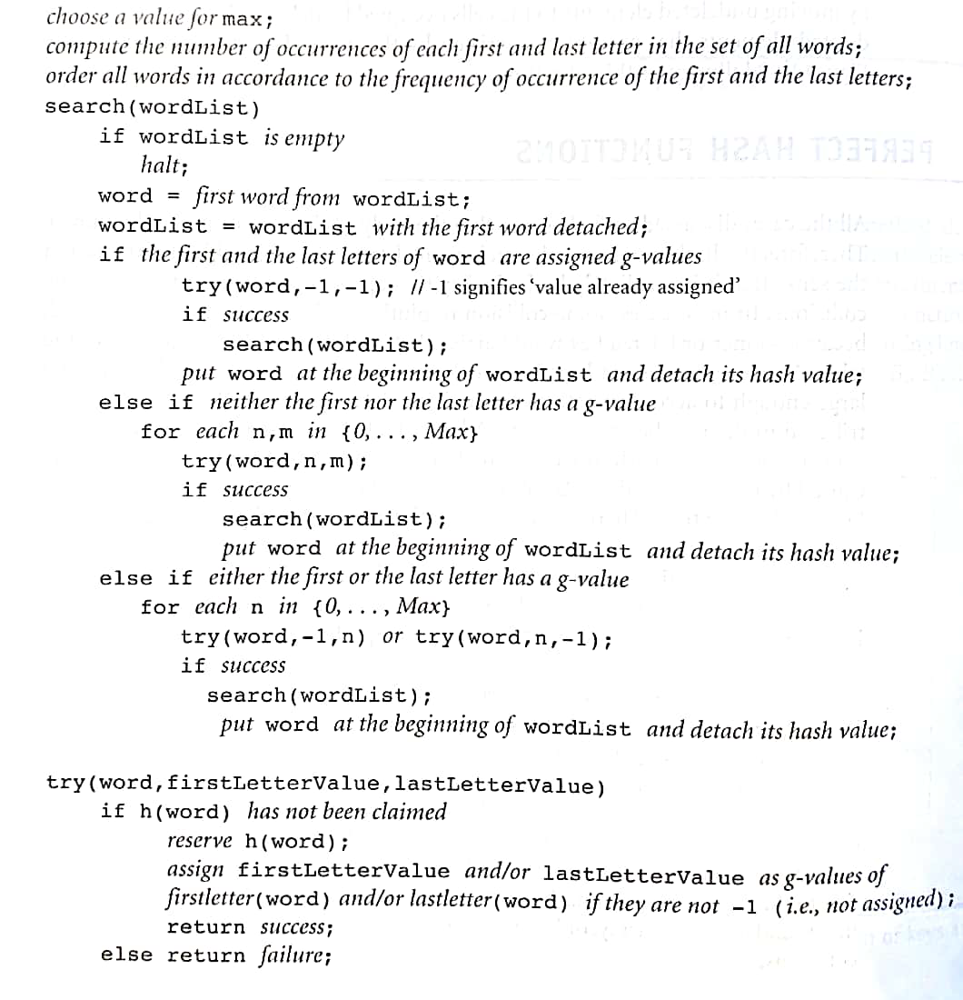 choose a value for max;
compute the number of occurrences of each first and last letter in the set of all words;
order all words in accordance to the frequency of occurrence of the first and the last letters;
search(wordList)
if wordList is empty
halt;
word = first word from wordList;
wordList = wordList with the first word detached;
if the first and the last letters of word are assigned g-values
try(word,-1,-1); // -1 signifies ‘value already assigned’
if success
search(wordList);
put word at the beginning of wordList and detach its hash value;
else if neither the first nor the last letter has a g-value
for each n,m in {0,..., Max}
try(word,n,m);
if success
search(wordList);
put word at the beginning of wordList and detach its hash value;
else if either the first or the last letter has a g-value
for each n in {0,..., Max}
try(word,-1,n) or try(word,n,-1);
if success
search(wordList);
put word at the beginning of wordList and detach its hash value;
try(word,firstLetterValue,lastLetterValue)
if h(word) has not been claimed
reserve h(word);
assign firstLetterValue and/or lastLetterValue as g-values of
firstletter(word) and/or lastletter(word) if they are not -1 (i.e., not assigned);
return success;
else return failure;
PERFECT HASH FUNCTIONS